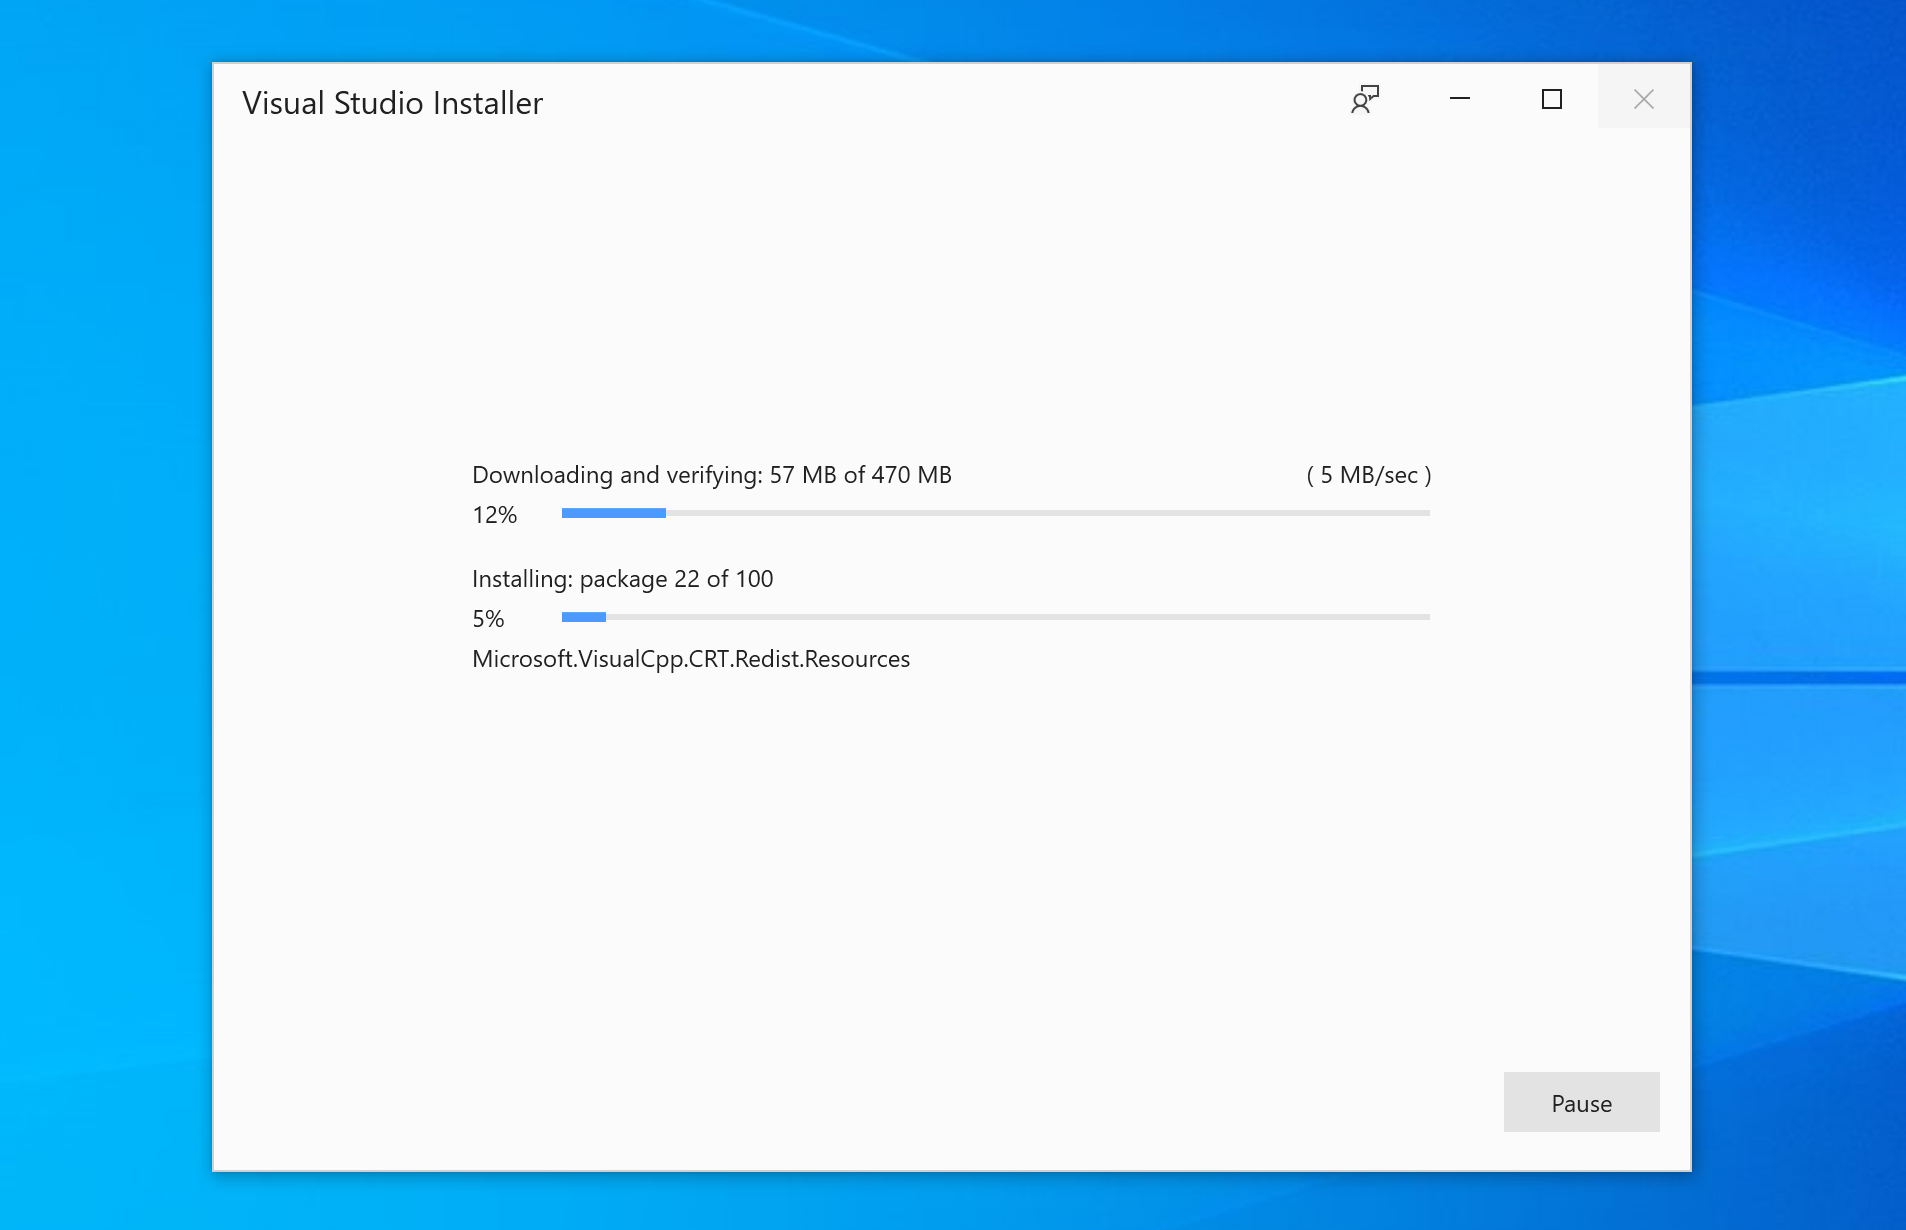 Visual Studio Installer
Downloading and verifying: 57 MB of 470 MB ( 5 MB/sec )
12%
Installing: package 22 of 100
5%
Microsoft.VisualCpp.CRT.Redist.Resources
Pause